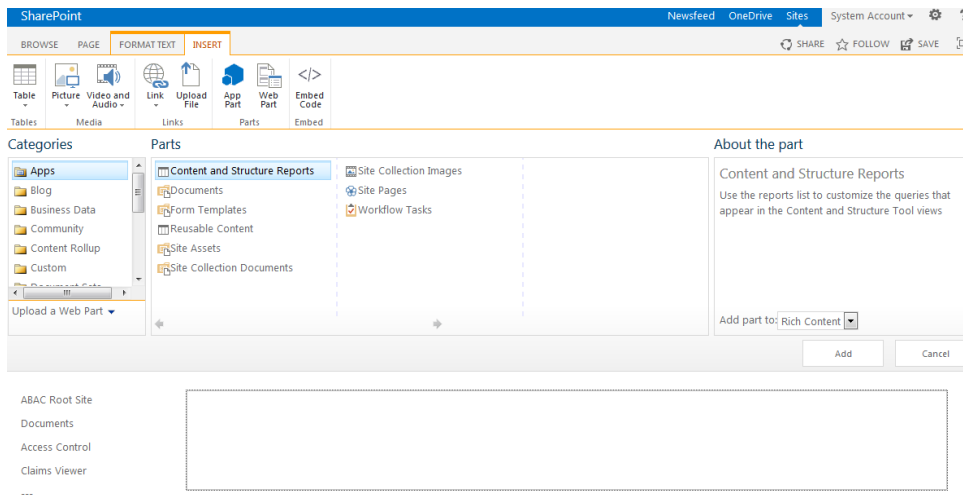 SharePoint
Newsfeed OneDrive Sites System Account
BROWSE PAGE FORMAT TEXT INSERT
SHARE FOLLOW SAVE
Table
Picture
Video and Audio
Link
Upload File
App Part
Web Part
Embed Code
Tables Media Links Parts Embed
Categories
Apps
Blog
Business Data
Community
Content Rollup
Custom
Document Sets
Upload a Web Part
Parts
Content and Structure Reports
Documents
Form Templates
Reusable Content
Site Assets
Site Collection Documents
Site Collection Images
Site Pages
Workflow Tasks
About the part
Content and Structure Reports
Use the reports list to customize the queries that
appear in the Content and Structure Tool views
Add part to: Rich Content
Add Cancel
ABAC Root Site
Documents
Access Control
Claims Viewer